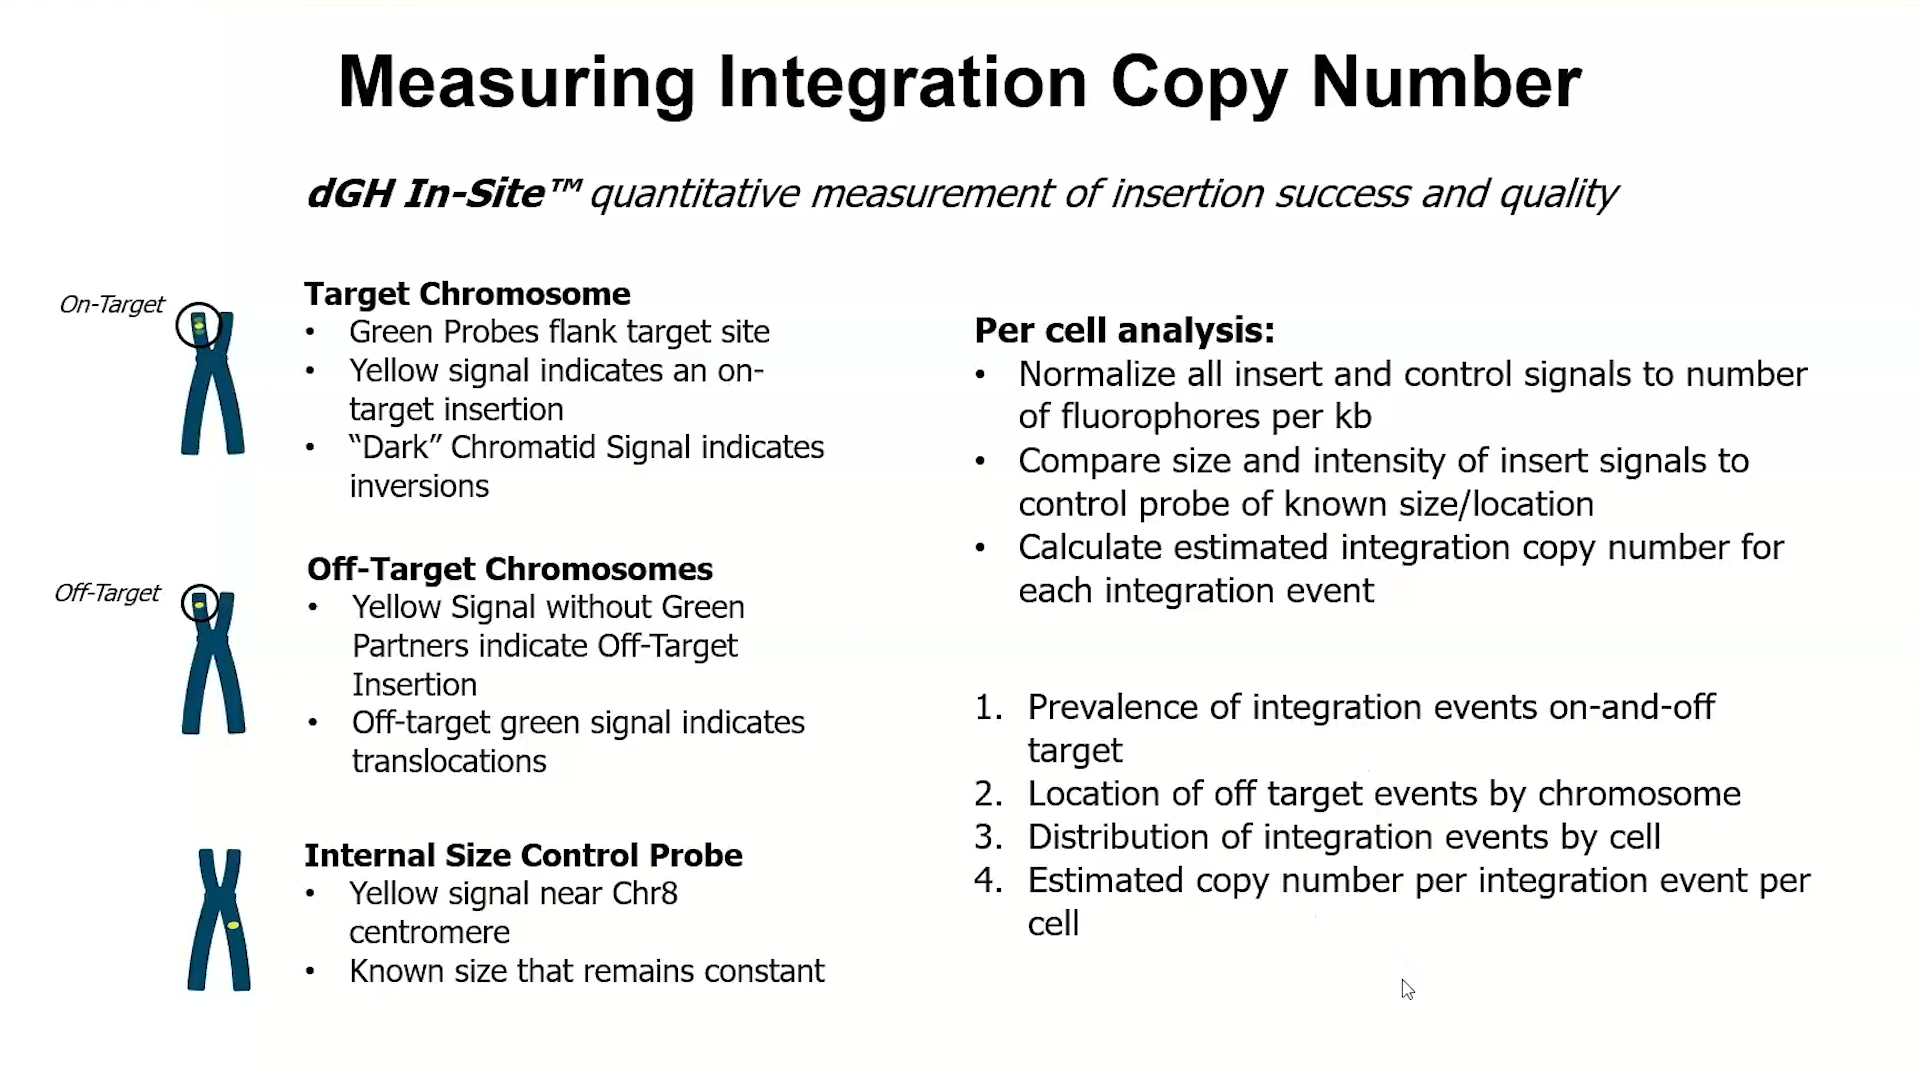 Measuring Integration Copy Number
dGH In-Site™ quantitative measurement of insertion success and quality
On-Target
Target Chromosome
• Green Probes flank target site
• Yellow signal indicates an on-
target insertion
• “Dark” Chromatid Signal indicates
inversions
Off-Target
Off-Target Chromosomes
• Yellow Signal without Green
Partners indicate Off-Target
Insertion
• Off-target green signal indicates
translocations
Internal Size Control Probe
• Yellow signal near Chr8
centromere
• Known size that remains constant
Per cell analysis:
• Normalize all insert and control signals to number
of fluorophores per kb
• Compare size and intensity of insert signals to
control probe of known size/location
• Calculate estimated integration copy number for
each integration event
1. Prevalence of integration events on-and-off
target
2. Location of off target events by chromosome
3. Distribution of integration events by cell
4. Estimated copy number per integration event per
cell